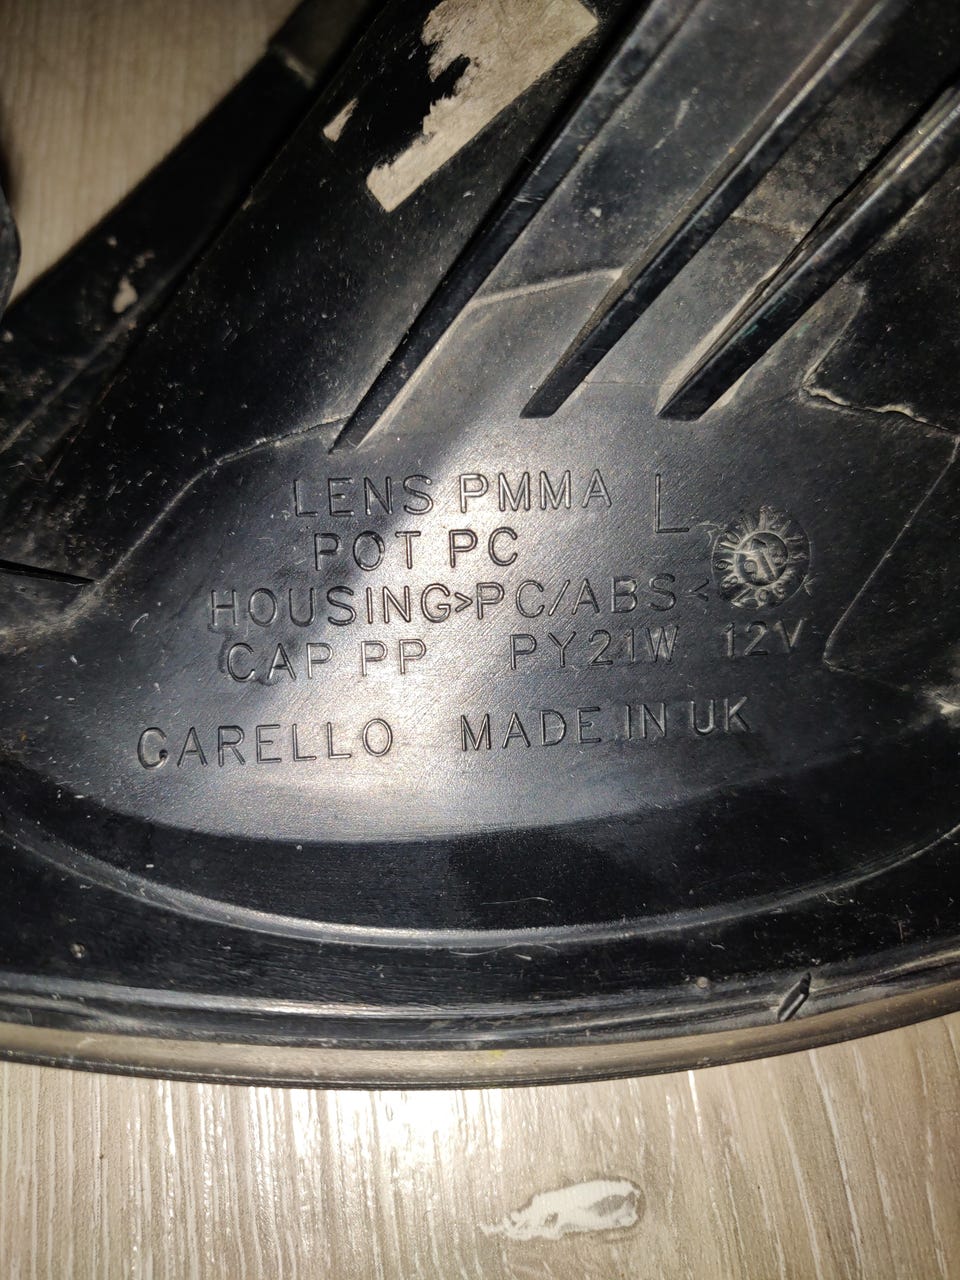 LENS PMMA L
POT PC
HOUSING>PC/ABS<
CAP PP PY21W 12V
CARELLO MADE IN UK